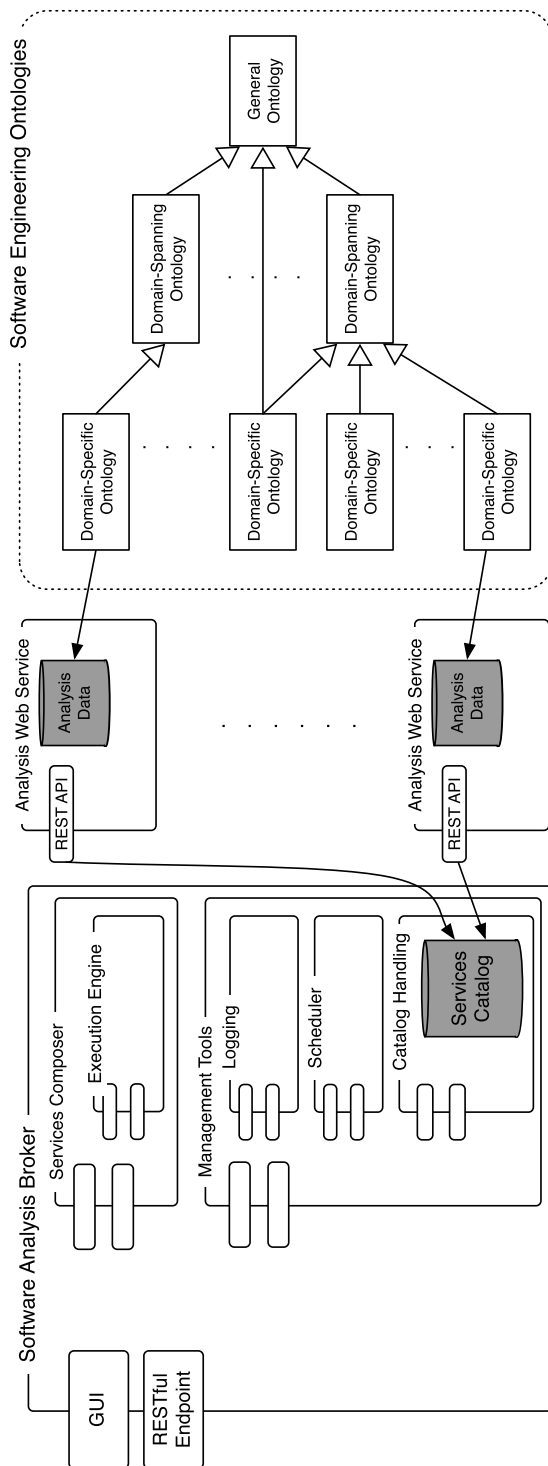 Software Analysis Broker
GUI
RESTful
Endpoint
Services Composer
Execution Engine
Management Tools
Logging
Scheduler
Catalog Handling
Services
Catalog
Analysis Web Service
REST API
Analysis
Data
Analysis Web Service
REST API
Analysis
Data
Software Engineering Ontologies
Domain-Specific
Ontology
Domain-Specific
Ontology
Domain-Specific
Ontology
Domain-Specific
Ontology
Domain-Spanning
Ontology
Domain-Spanning
Ontology
General
Ontology